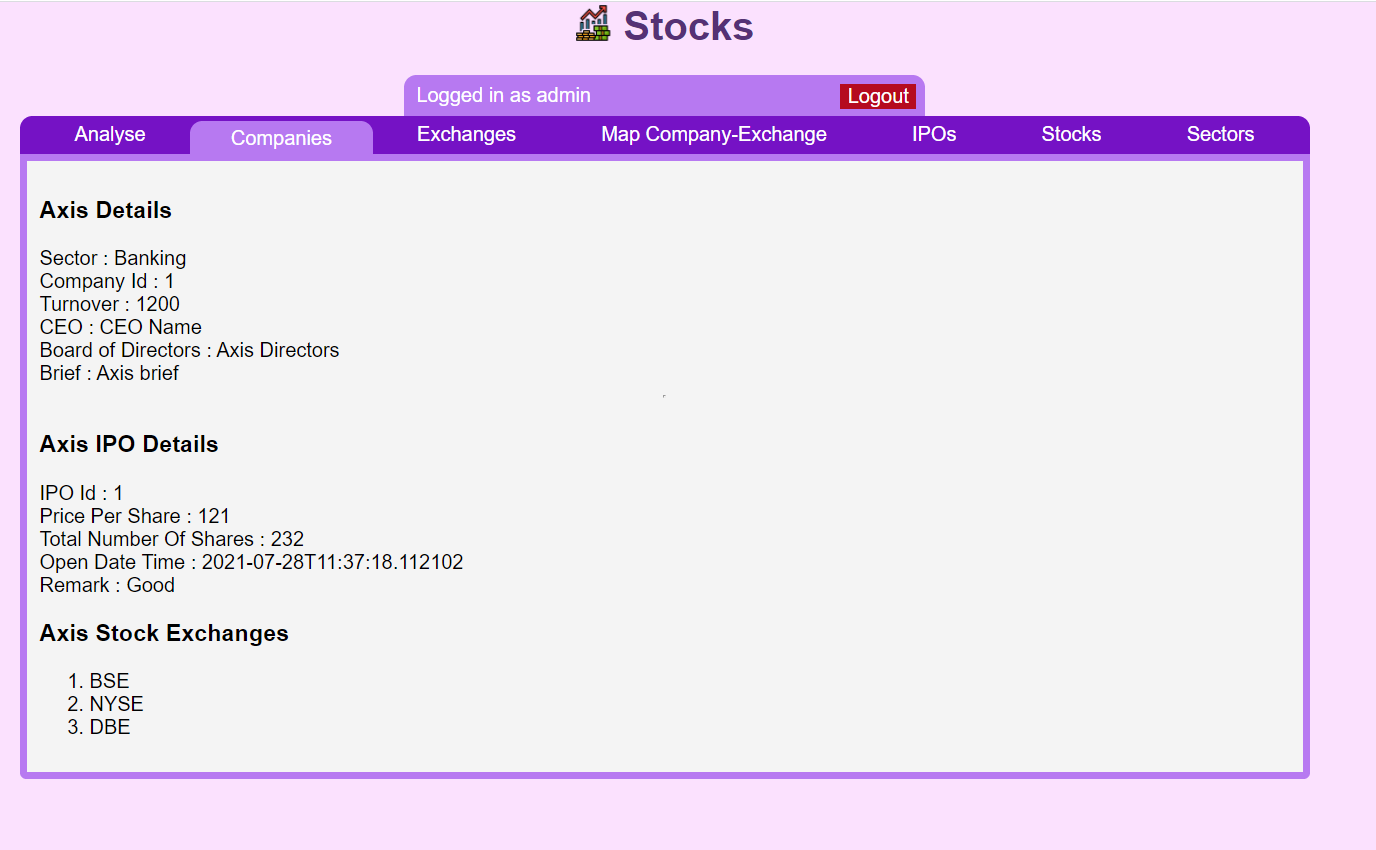 Stocks
Logged in as admin
Logout
Analyse
Companies
Exchanges
Map Company-Exchange
IPOs
Stocks
Sectors
Axis Details
Sector : Banking
Company Id : 1
Turnover : 1200
CEO : CEO Name
Board of Directors : Axis Directors
Brief : Axis brief
Axis IPO Details
IPO Id : 1
Price Per Share : 121
Total Number Of Shares : 232
Open Date Time : 2021-07-28T11:37:18.112102
Remark : Good
Axis Stock Exchanges
1. BSE
2. NYSE
3. DBE